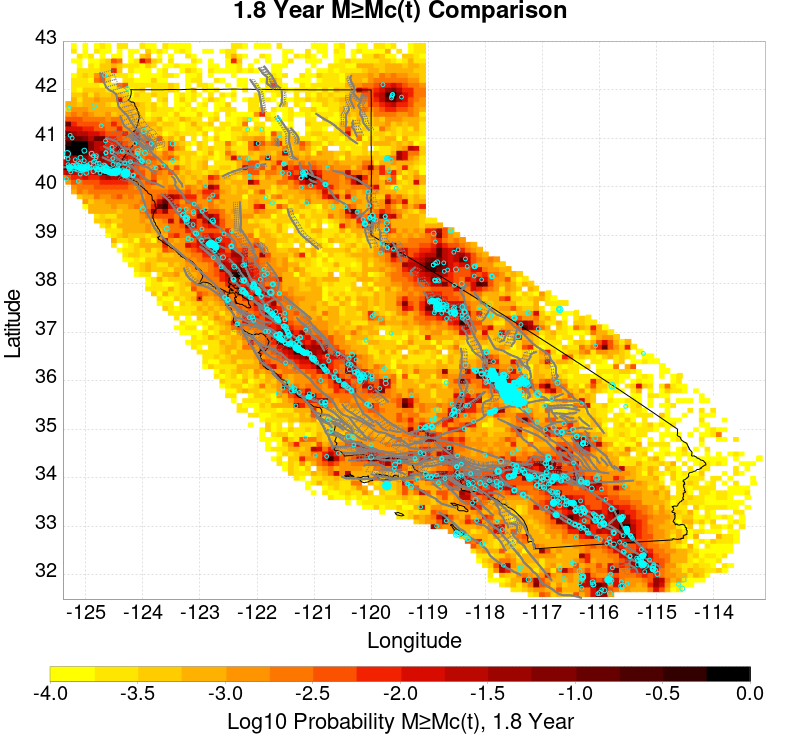 1.8 Year M≥Mc(t) Comparison
43
42
41
40
39
38
37
36
35
34
33
32
Latitude
-125 -124 -123 -122 -121 -120 -119 -118 -117 -116 -115 -114
Longitude
-4.0 -3.5 -3.0 -2.5 -2.0 -1.5 -1.0 -0.5 0.0
Log10 Probability M≥Mc(t), 1.8 Year